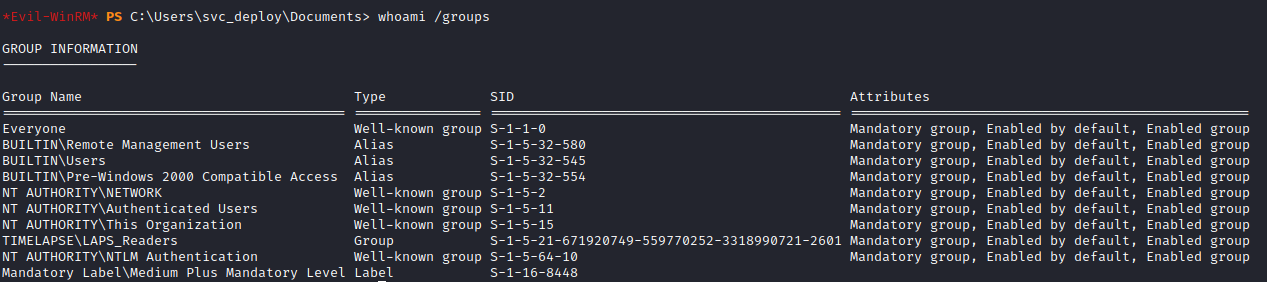 *Evil-WinRM* PS C:\Users\svc_deploy\Documents> whoami /groups
GROUP INFORMATION
-----------------
Group Name Type SID Attributes
========================================== ================ ============================================ ==================================================
Everyone Well-known group S-1-1-0 Mandatory group, Enabled by default, Enabled group
BUILTIN\Remote Management Users Alias S-1-5-32-580 Mandatory group, Enabled by default, Enabled group
BUILTIN\Users Alias S-1-5-32-545 Mandatory group, Enabled by default, Enabled group
BUILTIN\Pre-Windows 2000 Compatible Access Alias S-1-5-32-554 Mandatory group, Enabled by default, Enabled group
NT AUTHORITY\NETWORK Well-known group S-1-5-2 Mandatory group, Enabled by default, Enabled group
NT AUTHORITY\Authenticated Users Well-known group S-1-5-11 Mandatory group, Enabled by default, Enabled group
NT AUTHORITY\This Organization Well-known group S-1-5-15 Mandatory group, Enabled by default, Enabled group
TIMELAPSE\LAPS_Readers Group S-1-5-21-671920749-559770252-3318990721-2601 Mandatory group, Enabled by default, Enabled group
NT AUTHORITY\NTLM Authentication Well-known group S-1-5-64-10 Mandatory group, Enabled by default, Enabled group
Mandatory Label\Medium Plus Mandatory Level Label S-1-16-8448